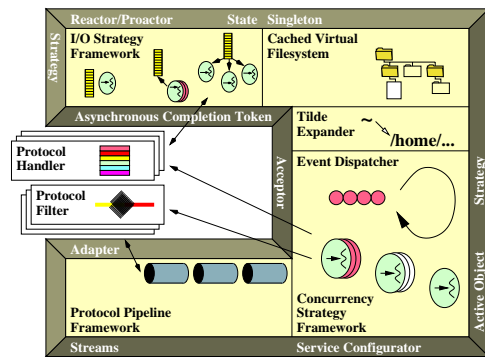 Reactor/Proactor State Singleton
Strategy
I/O Strategy
Framework
Cached Virtual
Filesystem
Asynchronous Completion Token
Tilde
Expander
~
/home/...
Protocol
Handler
Acceptor
Event Dispatcher
Strategy
Protocol
Filter
Adapter
Active Object
Protocol Pipeline
Framework
Concurrency
Strategy
Framework
Streams
Service Configurator